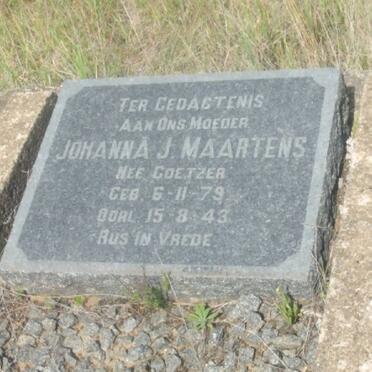 TER GEDAGTENIS
AAN ONS MOEDER
JOHANNA J. MAARTENS
NEE COETZER
GEB. 6-11-79
OORL. 15-8-43
RUS IN VREDE